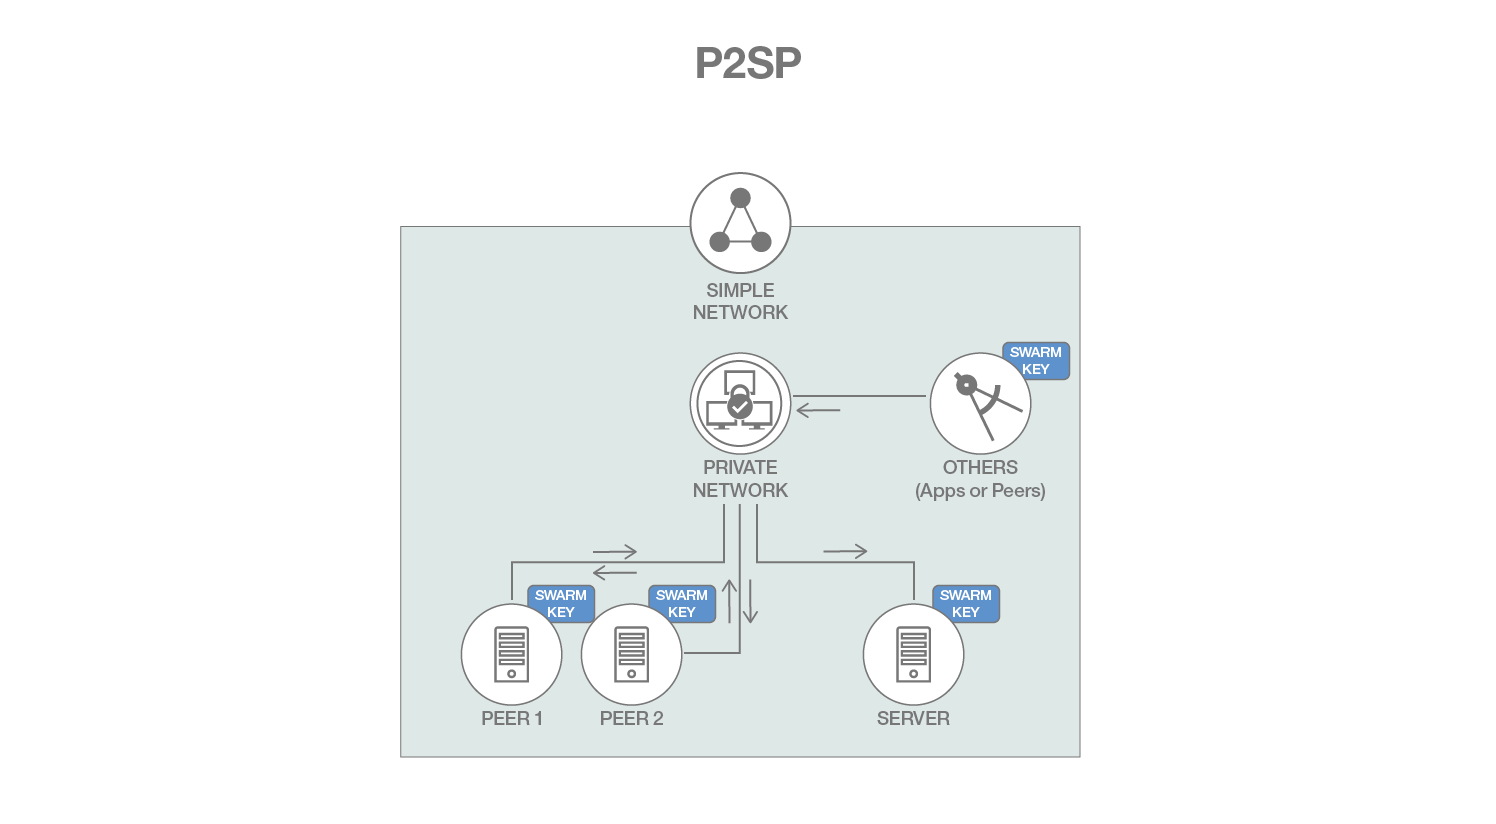 P2SP
SIMPLE
NETWORK
SWARM
KEY
PRIVATE
NETWORK
OTHERS
(Apps or Peers)
SWARM
KEY
SWARM
KEY
SWARM
KEY
PEER 1
PEER 2
SERVER